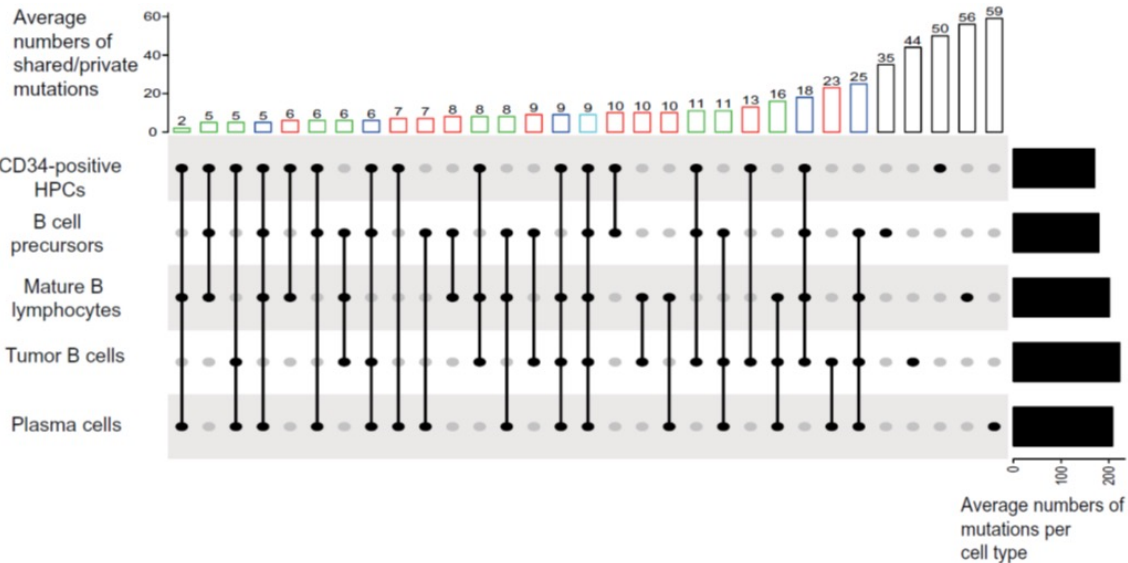 Average
numbers of
shared/private
mutations
60
40
20
0
2 5 5 5 6 6 6 6 7 7 8 8 8 9 9 9 10 10 10 11 11 13 16 18 23 25 35 44 50 56 59
CD34-positive
HPCs
B cell
precursors
Mature B
lymphocytes
Tumor B cells
Plasma cells
0 100 200
Average numbers of
mutations per
cell type